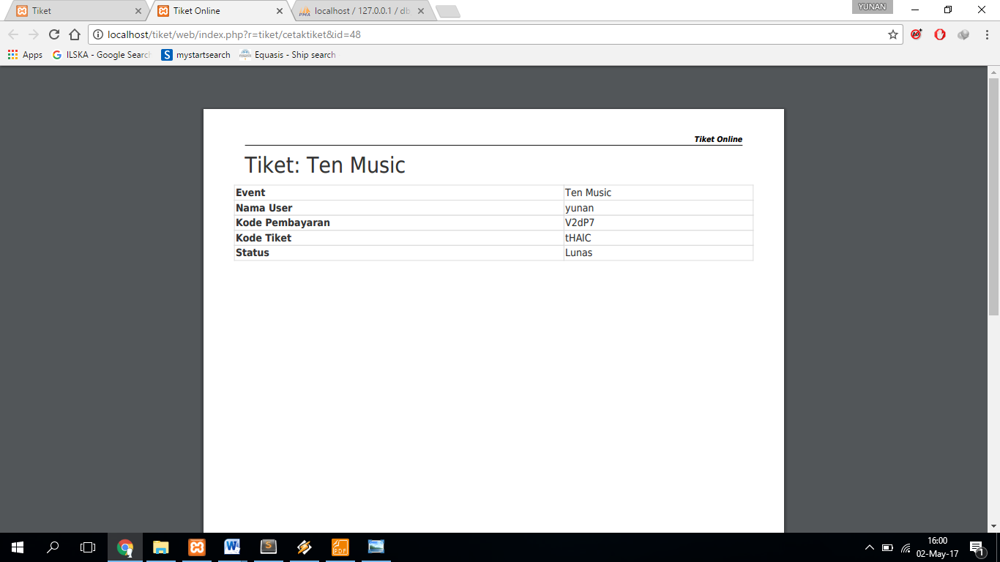 Tiket
Tiket Online
localhost / 127.0.0.1 / db
YUNAN
localhost/tiket/web/index.php?r=tiket/cetaktiket&id=48
Apps
ILSKA - Google Search
mystartsearch
Equasis - Ship search
Tiket Online
Tiket: Ten Music
Event Ten Music
Nama User yunan
Kode Pembayaran V2dP7
Kode Tiket tHAlC
Status Lunas
16:00
02-May-17
1